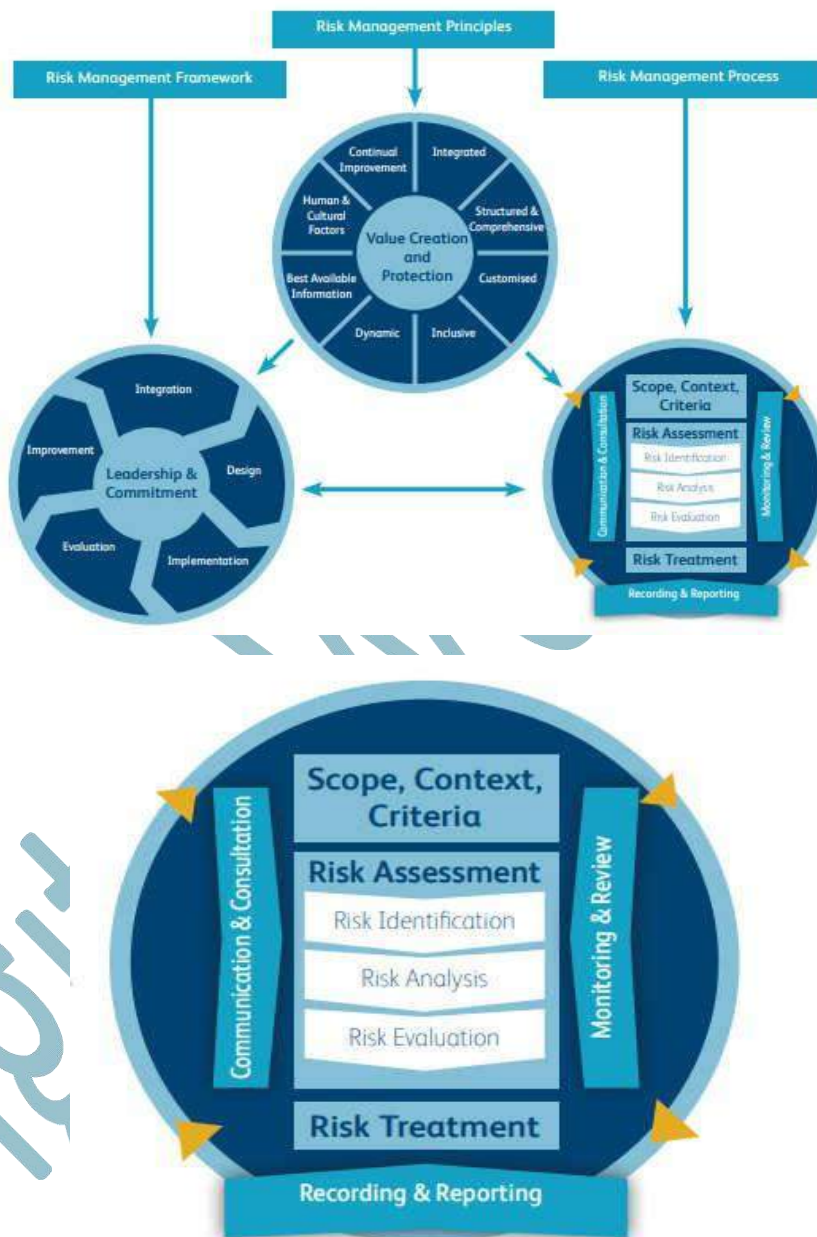 Risk Management Principles
Risk Management Framework
Risk Management Process
Continual
Improvement
Integrated
Human &
Cultural
Factors
Structured &
Comprehensive
Value Creation
and
Protection
Best Available
Information
Customised
Dynamic
Inclusive
Integration
Improvement
Leadership &
Commitment
Design
Evaluation
Implementation
Scope, Context,
Criteria
Communication & Consultation
Risk Assessment
Risk Identification
Risk Analysis
Risk Evaluation
Monitoring & Review
Risk Treatment
Recording & Reporting
Scope, Context,
Criteria
Communication & Consultation
Risk Assessment
Risk Identification
Risk Analysis
Risk Evaluation
Monitoring & Review
Risk Treatment
Recording & Reporting